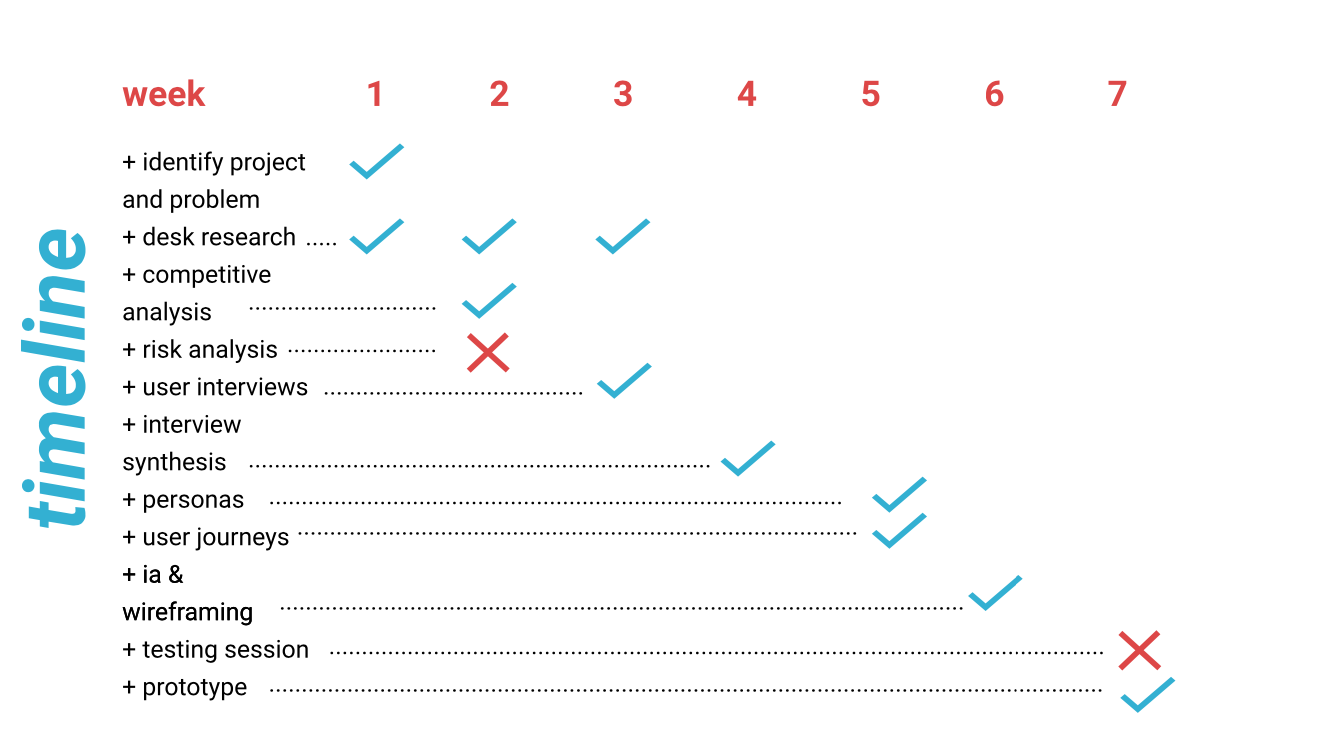 week 1 2 3 4 5 6 7
timeline
+ identify project
and problem
+ desk research .....
+ competitive
analysis
+ risk analysis
+ user interviews
+ interview
synthesis
+ personas
+ user journeys
+ ia &
wireframing
+ testing session
+ prototype